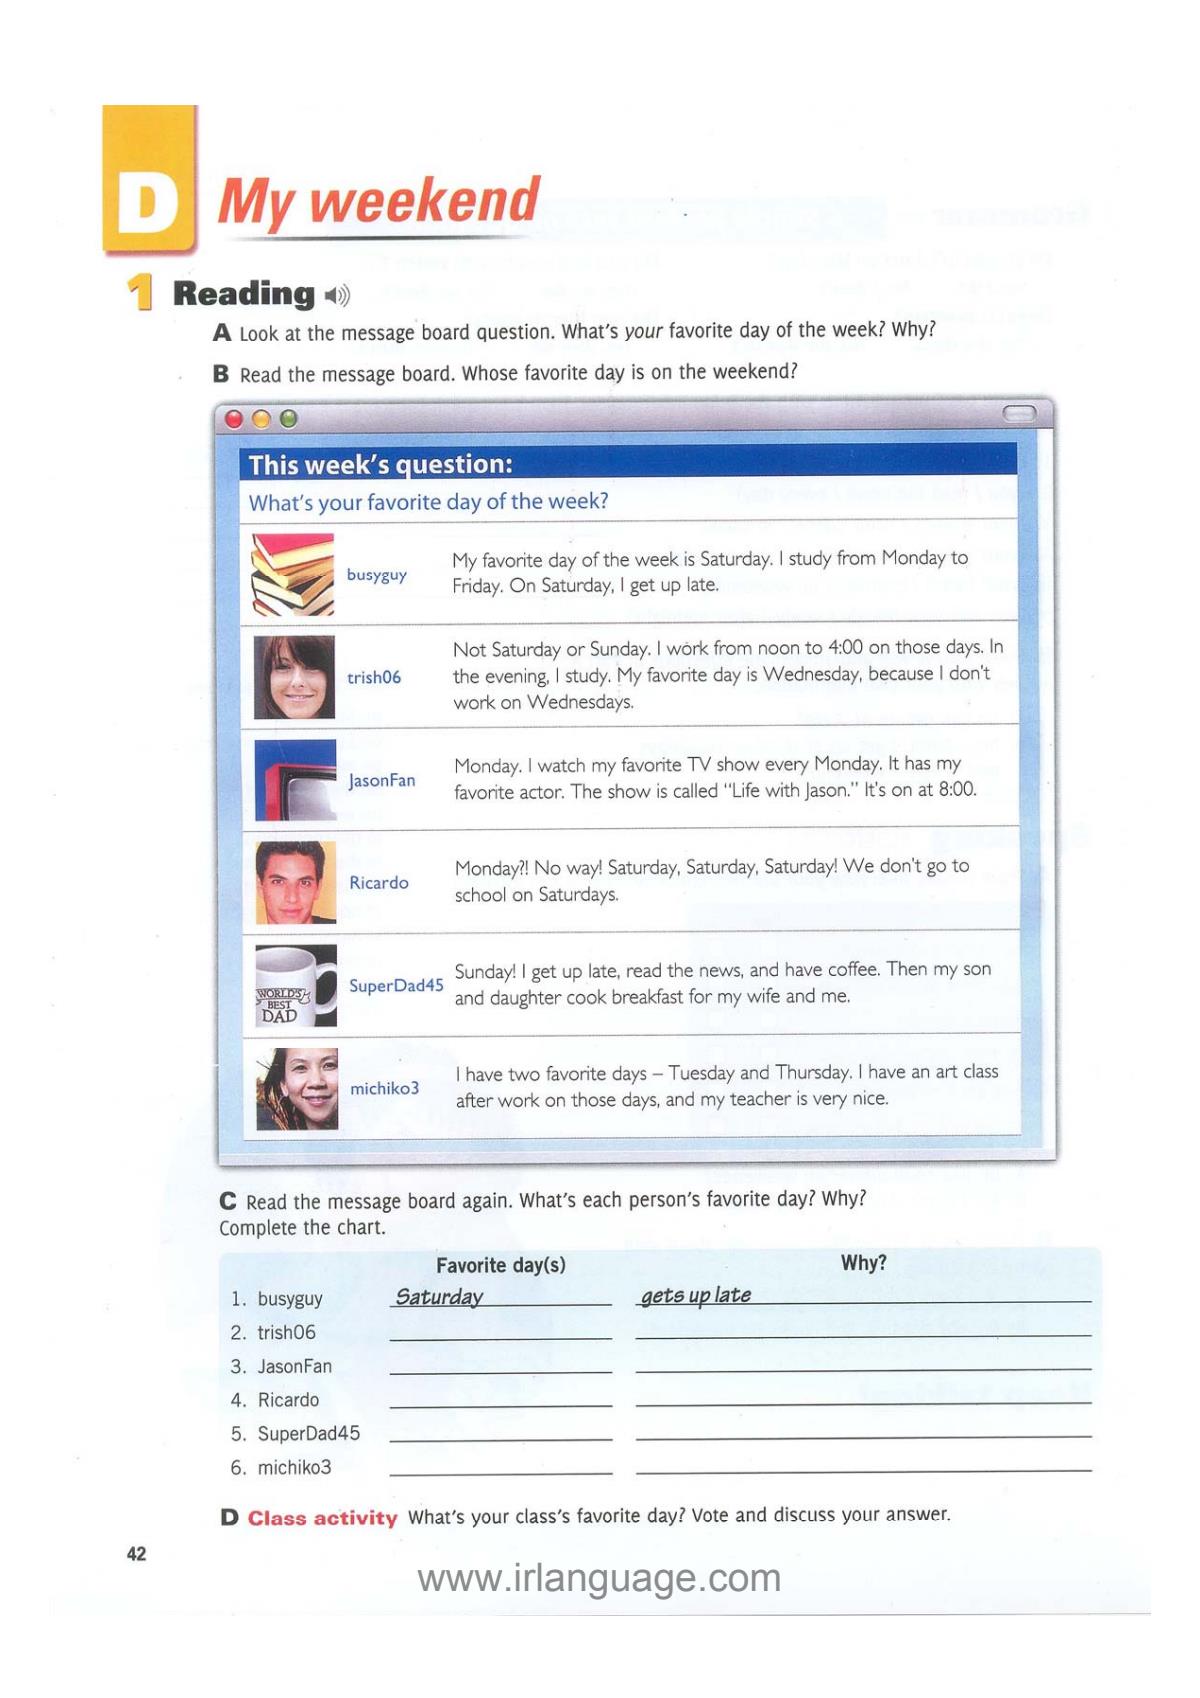 D My weekend
1 Reading
A Look at the message board question. What's your favorite day of the week? Why?
B Read the message board. Whose favorite day is on the weekend?
This week's question:
What's your favorite day of the week?
busyguy
My favorite day of the week is Saturday. I study from Monday to
Friday. On Saturday, I get up late.
trish06
Not Saturday or Sunday. I work from noon to 4:00 on those days. In
the evening, I study. My favorite day is Wednesday, because I don't
work on Wednesdays.
JasonFan
Monday. I watch my favorite TV show every Monday. It has my
favorite actor. The show is called "Life with Jason." It's on at 8:00.
Ricardo
Monday?! No way! Saturday, Saturday, Saturday! We don't go to
school on Saturdays.
WORLD'S
BEST
DAD
SuperDad45
Sunday! I get up late, read the news, and have coffee. Then my son
and daughter cook breakfast for my wife and me.
michiko3
I have two favorite days – Tuesday and Thursday. I have an art class
after work on those days, and my teacher is very nice.
C Read the message board again. What's each person's favorite day? Why?
Complete the chart.
Favorite day(s) Why?
1. busyguy Saturday gets up late
2. trish06
3. JasonFan
4. Ricardo
5. SuperDad45
6. michiko3
D Class activity What's your class's favorite day? Vote and discuss your answer.
42
www.irlanguage.com